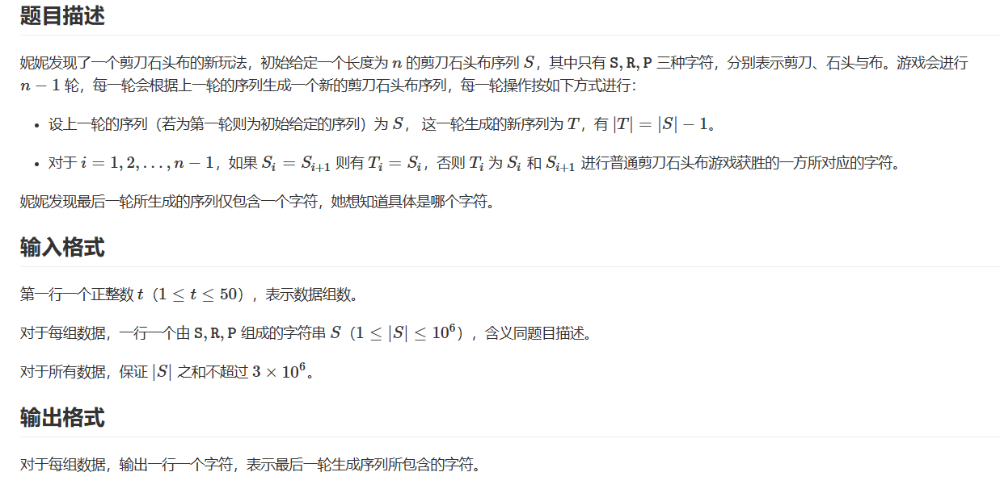 题目描述
妮妮发现了一个剪刀石头布的新玩法，初始给定一个长度为 n 的剪刀石头布序列 S，其中只有 S, R, P 三种字符，分别表示剪刀、石头与布。游戏会进行
n − 1 轮，每一轮会根据上一轮的序列生成一个新的剪刀石头布序列，每一轮操作按如下方式进行：
• 设上一轮的序列（若为第一轮则为初始给定的序列）为 S， 这一轮生成的新序列为 T，有 |T| = |S| − 1。
• 对于 i = 1, 2, . . . , n − 1，如果 S_i = S_{i+1} 则有 T_i = S_i，否则 T_i 为 S_i 和 S_{i+1} 进行普通剪刀石头布游戏获胜的一方所对应的字符。
妮妮发现最后一轮所生成的序列仅包含一个字符，她想知道具体是哪个字符。
输入格式
第一行一个正整数 t（1 ≤ t ≤ 50），表示数据组数。
对于每组数据，一行一个由 S, R, P 组成的字符串 S（1 ≤ |S| ≤ 10^6），含义同题目描述。
对于所有数据，保证 |S| 之和不超过 3 × 10^6。
输出格式
对于每组数据，输出一行一个字符，表示最后一轮生成序列所包含的字符。